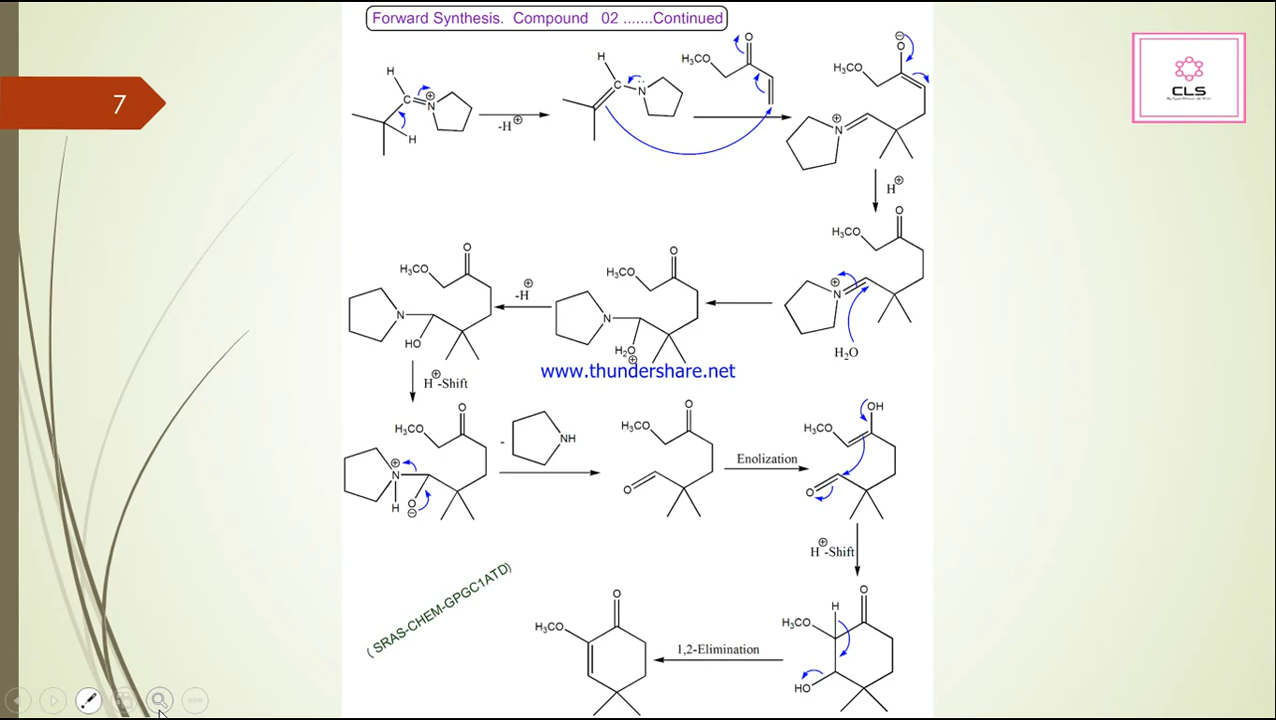 Forward Synthesis. Compound 02 .......Continued
7
CLS
H
H
⊕
N
-H⊕
H
C
N
H₃CO
O
⊖
O
H₃CO
⊕
N
H⊕
O
H₃CO
⊕
N
H₂O
O
H₃CO
N
H₂O
⊕
-H⊕
O
H₃CO
N
HO
www.thundershare.net
H⊕-Shift
O
H₃CO
⊕
N
H
O
⊖
-
NH
O
H₃CO
O
Enolization
OH
H₃CO
O
H⊕-Shift
O
H
H₃CO
HO
1,2-Elimination
O
H₃CO
( SRAS-CHEM-GPGC1ATD)